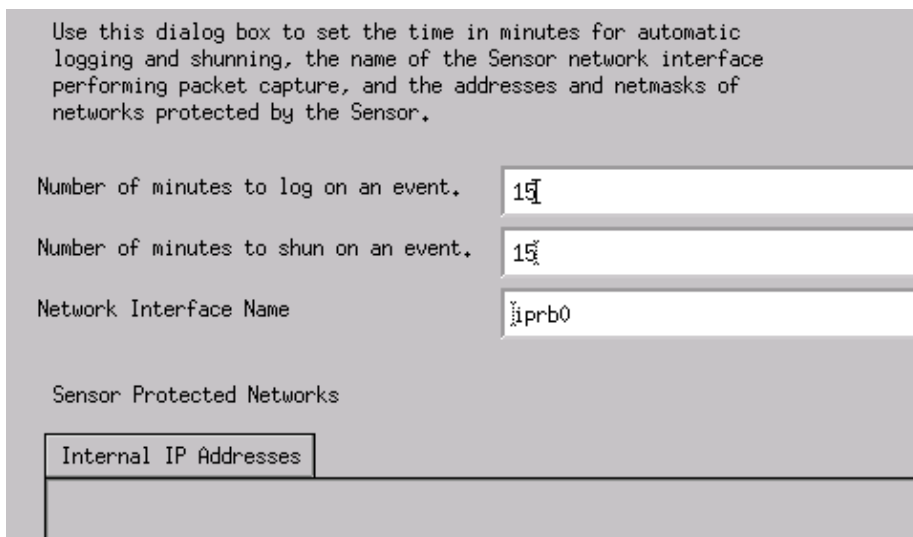 Use this dialog box to set the time in minutes for automatic
logging and shunning, the name of the Sensor network interface
performing packet capture, and the addresses and netmasks of
networks protected by the Sensor.
Number of minutes to log on an event.
15
Number of minutes to shun on an event.
15
Network Interface Name
iprb0
Sensor Protected Networks
Internal IP Addresses